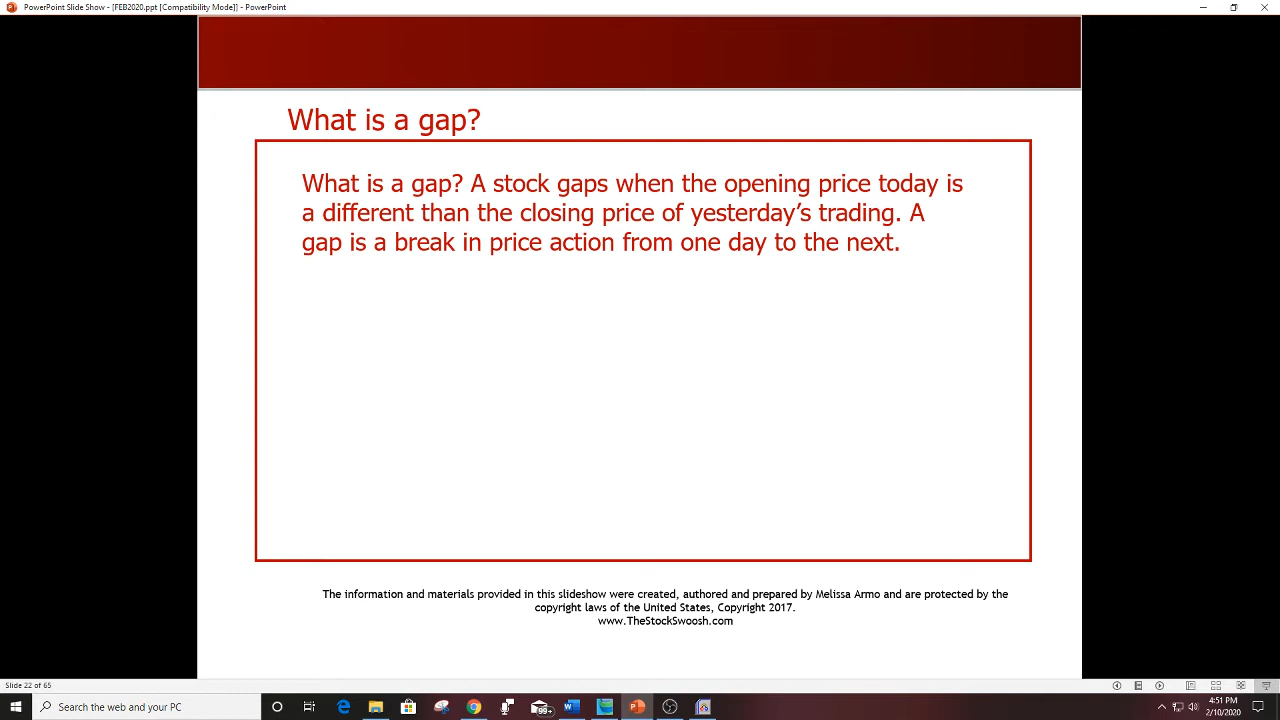 PowerPoint Slide Show - [FEB2020.ppt [Compatibility Mode]] - PowerPoint
What is a gap?
What is a gap? A stock gaps when the opening price today is
a different than the closing price of yesterday's trading. A
gap is a break in price action from one day to the next.
The information and materials provided in this slideshow were created, authored and prepared by Melissa Armo and are protected by the
copyright laws of the United States, Copyright 2017.
www.TheStockSwoosh.com
Slide 22 of 65
Search the web and your PC
99+
4:51 PM
2/10/2020